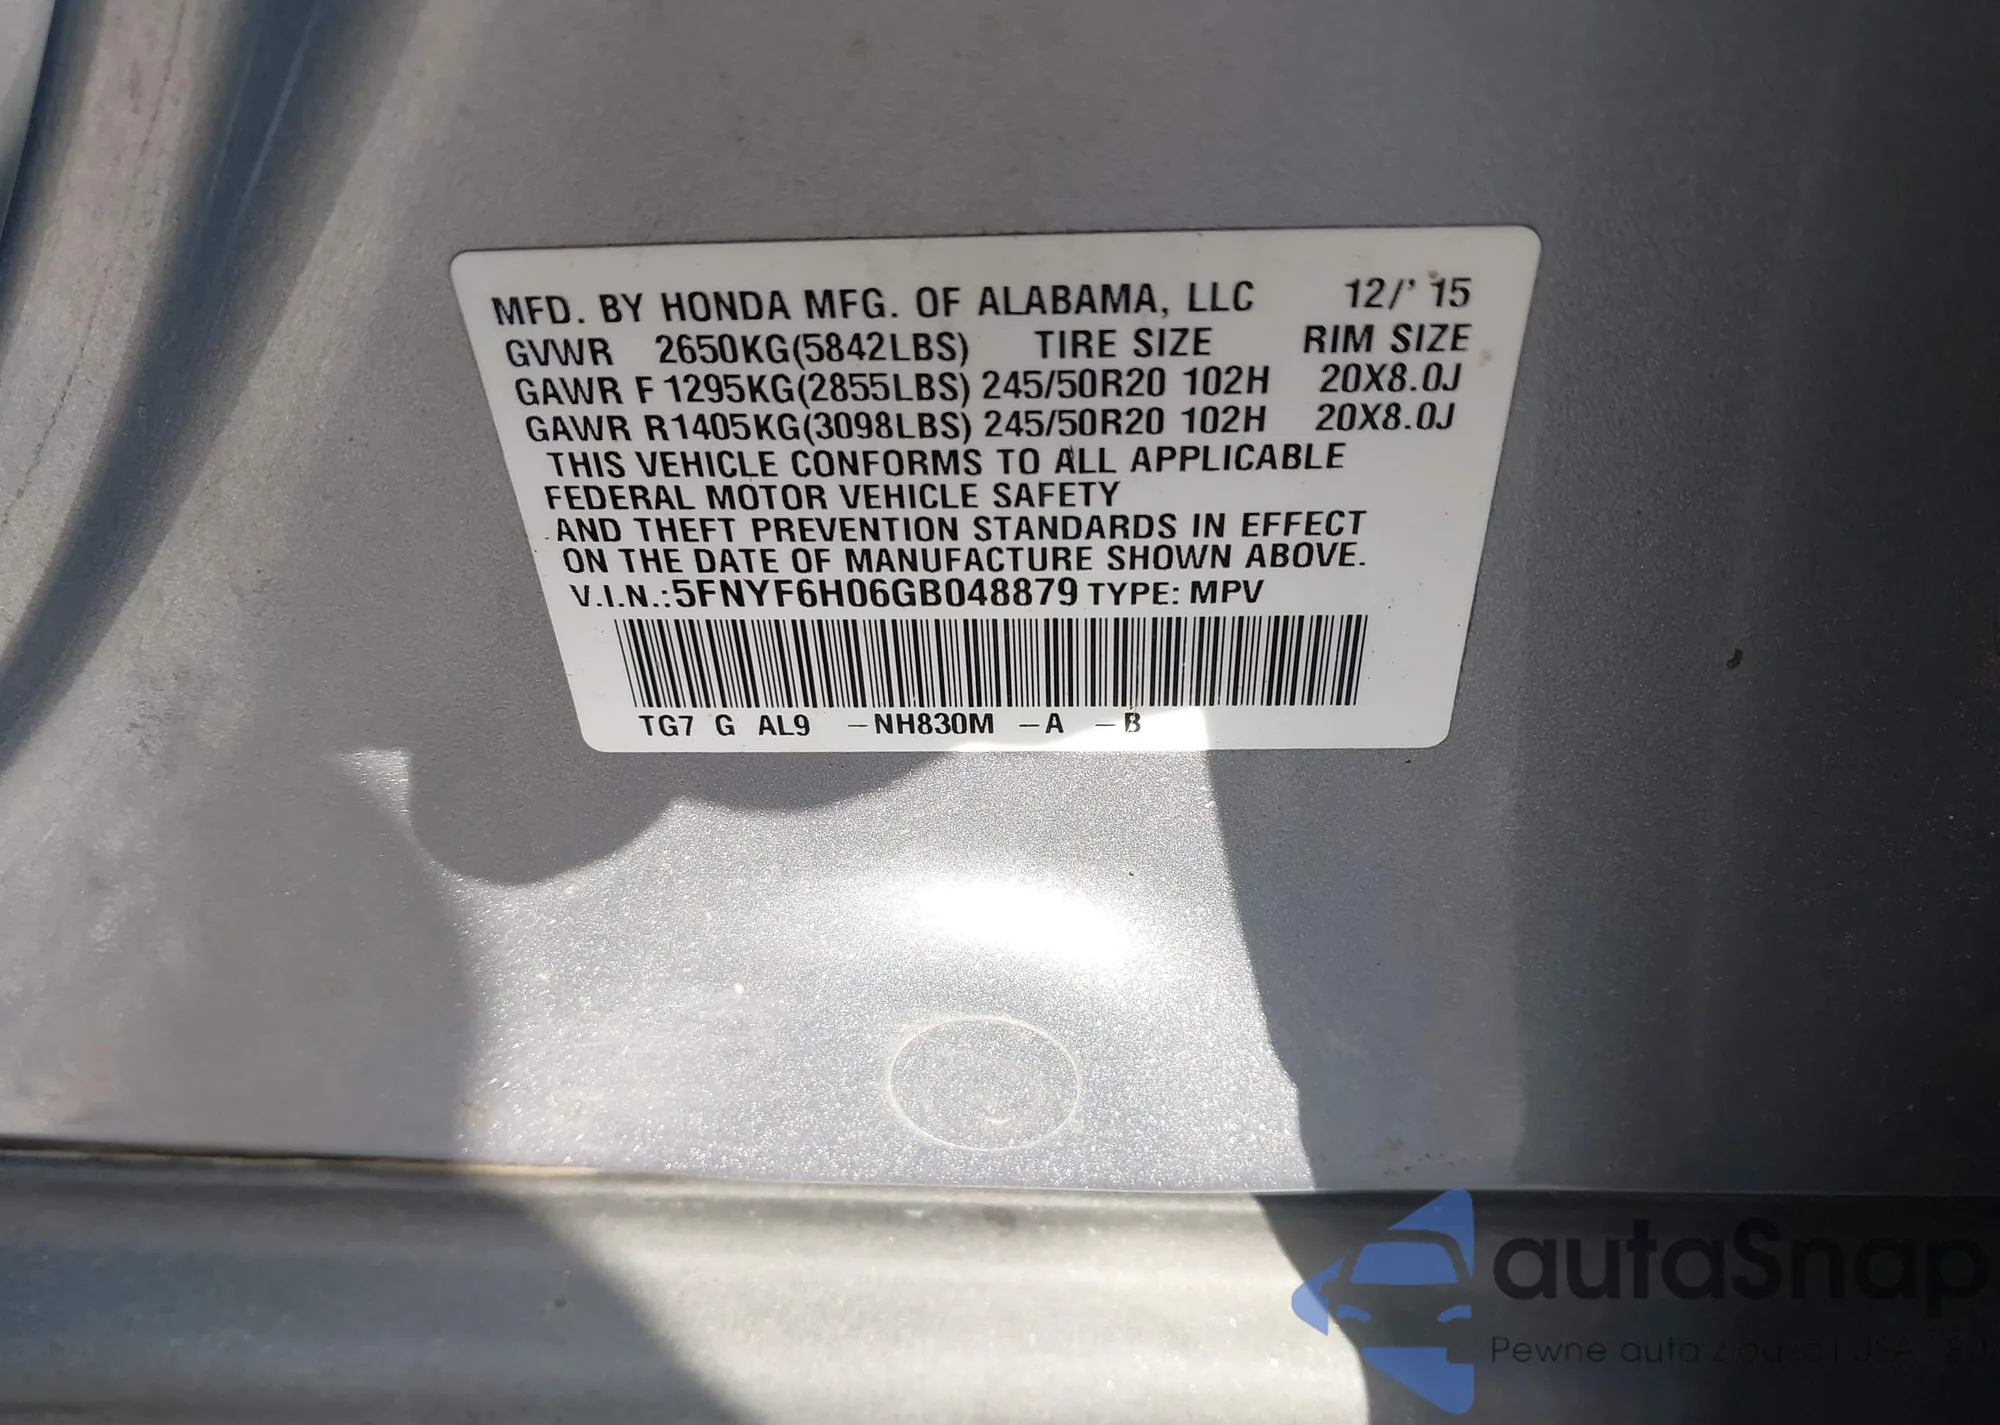 MFD. BY HONDA MFG. OF ALABAMA, LLC 12/' 15
GVWR 2650KG(5842LBS) TIRE SIZE RIM SIZE
GAWR F 1295KG(2855LBS) 245/50R20 102H 20X8.0J
GAWR R1405KG(3098LBS) 245/50R20 102H 20X8.0J
THIS VEHICLE CONFORMS TO ALL APPLICABLE
FEDERAL MOTOR VEHICLE SAFETY
AND THEFT PREVENTION STANDARDS IN EFFECT
ON THE DATE OF MANUFACTURE SHOWN ABOVE.
V.I.N.:5FNYF6H06GB048879 TYPE: MPV
TG7 G AL9 -NH830M -A -B
autaSnap
Pewne auto z